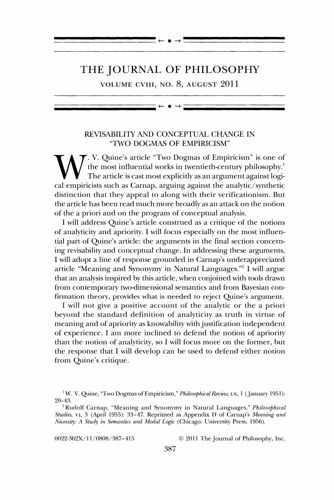 THE JOURNAL OF PHILOSOPHY
VOLUME CVIII, NO. 8, AUGUST 2011
REVISABILITY AND CONCEPTUAL CHANGE IN
“TWO DOGMAS OF EMPIRICISM”
W. V. Quine’s article “Two Dogmas of Empiricism” is one of
the most influential works in twentieth-century philosophy.1
The article is cast most explicitly as an argument against logi-
cal empiricists such as Carnap, arguing against the analytic/synthetic
distinction that they appeal to along with their verificationism. But
the article has been read much more broadly as an attack on the notion
of the a priori and on the program of conceptual analysis.
I will address Quine’s article construed as a critique of the notions
of analyticity and apriority. I will focus especially on the most influen-
tial part of Quine’s article: the arguments in the final section concern-
ing revisability and conceptual change. In addressing these arguments,
I will adopt a line of response grounded in Carnap’s underappreciated
article “Meaning and Synonymy in Natural Languages.”2 I will argue
that an analysis inspired by this article, when conjoined with tools drawn
from contemporary two-dimensional semantics and from Bayesian con-
firmation theory, provides what is needed to reject Quine’s argument.
I will not give a positive account of the analytic or the a priori
beyond the standard definition of analyticity as truth in virtue of
meaning and of apriority as knowability with justification independent
of experience. I am more inclined to defend the notion of apriority
than the notion of analyticity, so I will focus more on the former, but
the response that I will develop can be used to defend either notion
from Quine’s critique.
1 W. V. Quine, “Two Dogmas of Empiricism,” Philosophical Review, LX, 1 (January 1951):
20–43.
2 Rudolf Carnap, “Meaning and Synonymy in Natural Languages,” Philosophical
Studies, VI, 3 (April 1955): 33–47. Reprinted as Appendix D of Carnap’s Meaning and
Necessity: A Study in Semantics and Modal Logic (Chicago: University Press, 1956).
0022-362X/11/0808/387–415 © 2011 The Journal of Philosophy, Inc.
387